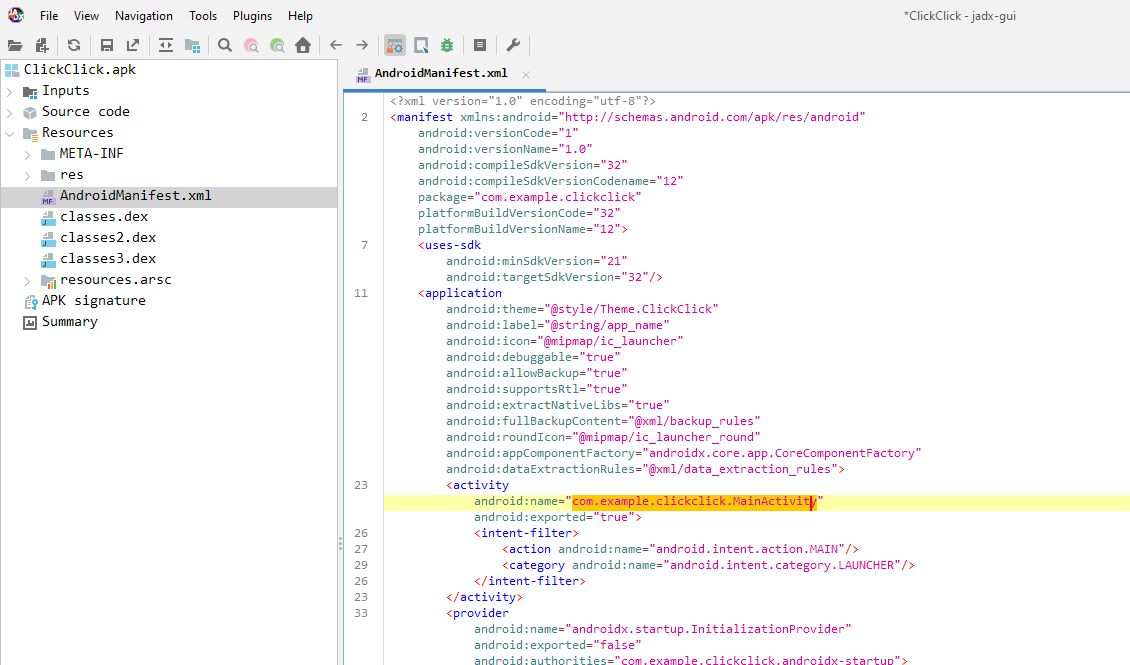 File View Navigation Tools Plugins Help
*ClickClick - jadx-gui
ClickClick.apk
Inputs
Source code
Resources
META-INF
res
MF AndroidManifest.xml
J classes.dex
J classes2.dex
J classes3.dex
resources.arsc
APK signature
Summary
MF AndroidManifest.xml
<?xml version="1.0" encoding="utf-8"?>
2 <manifest xmlns:android="http://schemas.android.com/apk/res/android"
android:versionCode="1"
android:versionName="1.0"
android:compileSdkVersion="32"
android:compileSdkVersionCodename="12"
package="com.example.clickclick"
platformBuildVersionCode="32"
platformBuildVersionName="12">
7 <uses-sdk
android:minSdkVersion="21"
android:targetSdkVersion="32"/>
11 <application
android:theme="@style/Theme.ClickClick"
android:label="@string/app_name"
android:icon="@mipmap/ic_launcher"
android:debuggable="true"
android:allowBackup="true"
android:supportsRtl="true"
android:extractNativeLibs="true"
android:fullBackupContent="@xml/backup_rules"
android:roundIcon="@mipmap/ic_launcher_round"
android:appComponentFactory="androidx.core.app.CoreComponentFactory"
android:dataExtractionRules="@xml/data_extraction_rules">
23 <activity
android:name="com.example.clickclick.MainActivity"
android:exported="true">
26 <intent-filter>
27 <action android:name="android.intent.action.MAIN"/>
29 <category android:name="android.intent.category.LAUNCHER"/>
26 </intent-filter>
23 </activity>
33 <provider
android:name="androidx.startup.InitializationProvider"
android:exported="false"
android:authorities="com.example.clickclick.androidx-startup">